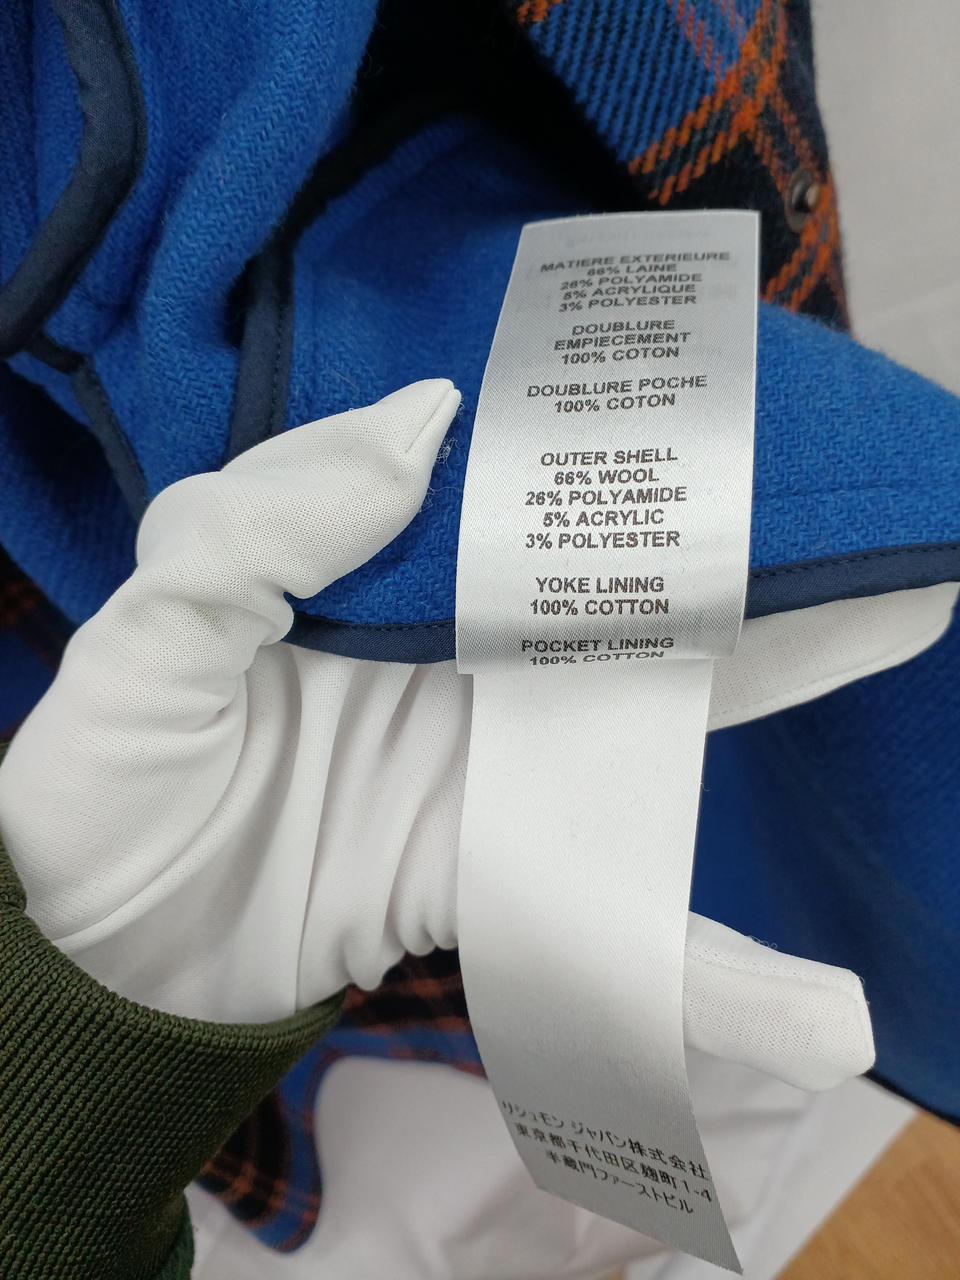 MATIERE EXTERIEURE
66% LAINE
26% POLYAMIDE
5% ACRYLIQUE
3% POLYESTER
DOUBLURE
EMPIECEMENT
100% COTON
DOUBLURE POCHE
100% COTON
OUTER SHELL
66% WOOL
26% POLYAMIDE
5% ACRYLIC
3% POLYESTER
YOKE LINING
100% COTTON
POCKET LINING
100% COTTON
リシュモン ジャパン株式会社
東京都千代田区麹町1-4
半蔵門ファーストビル